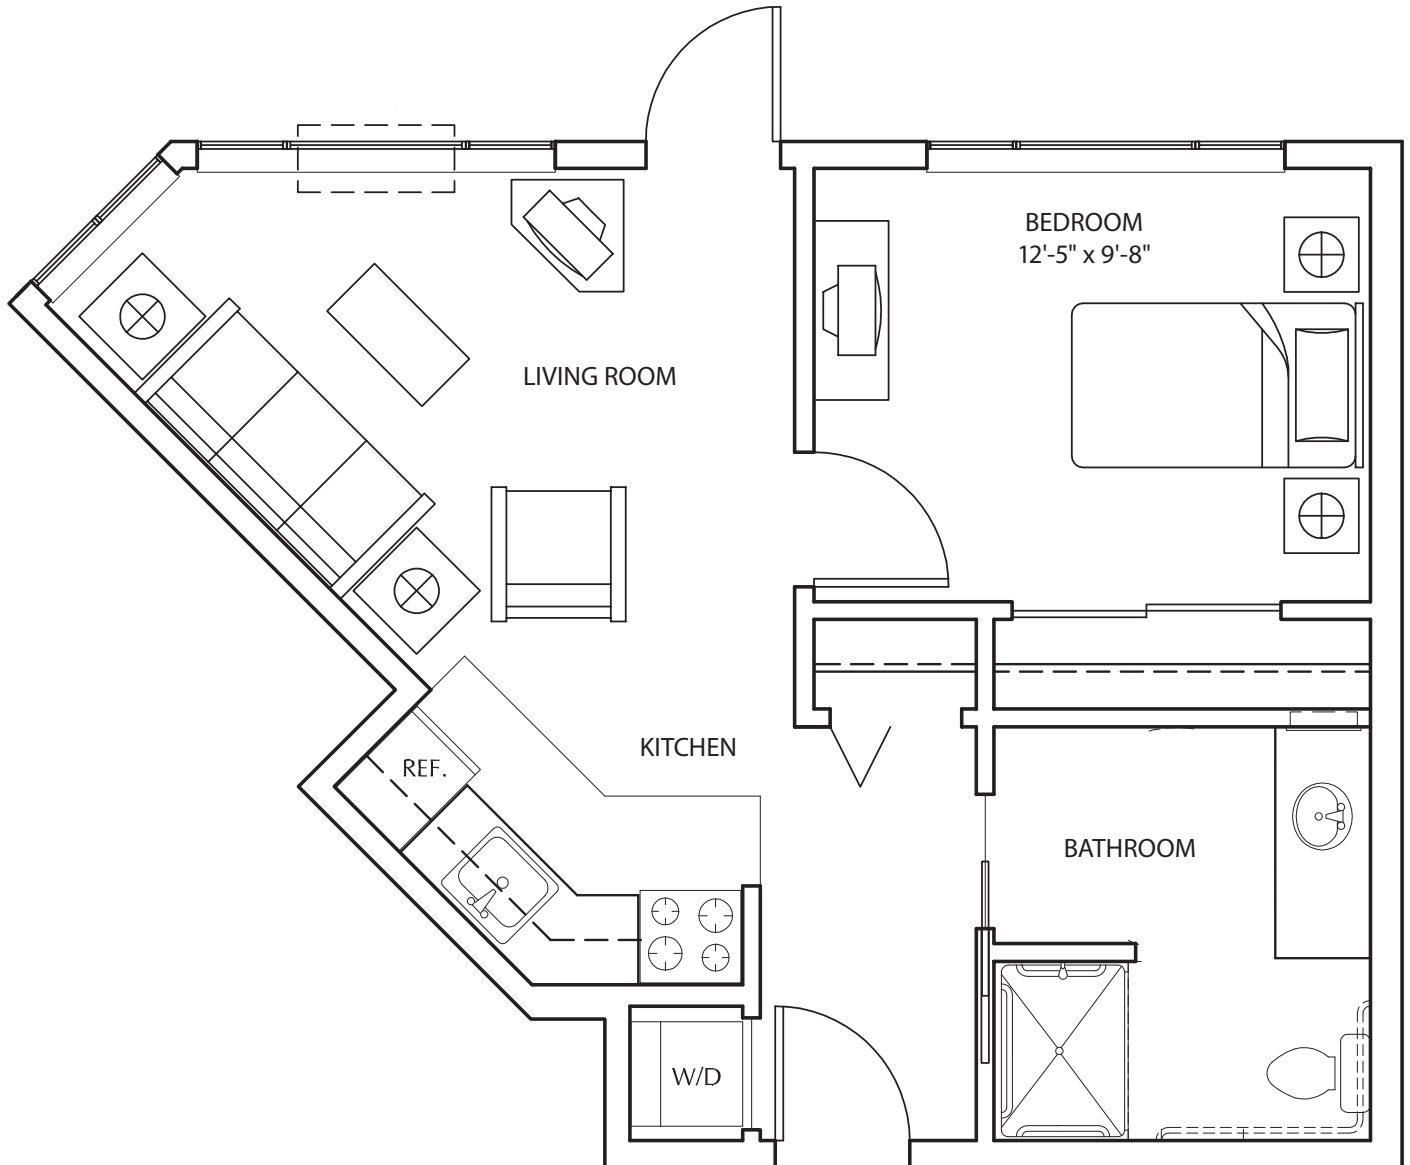 BEDROOM
12'-5" x 9'-8"
LIVING ROOM
KITCHEN
REF.
BATHROOM
W/D